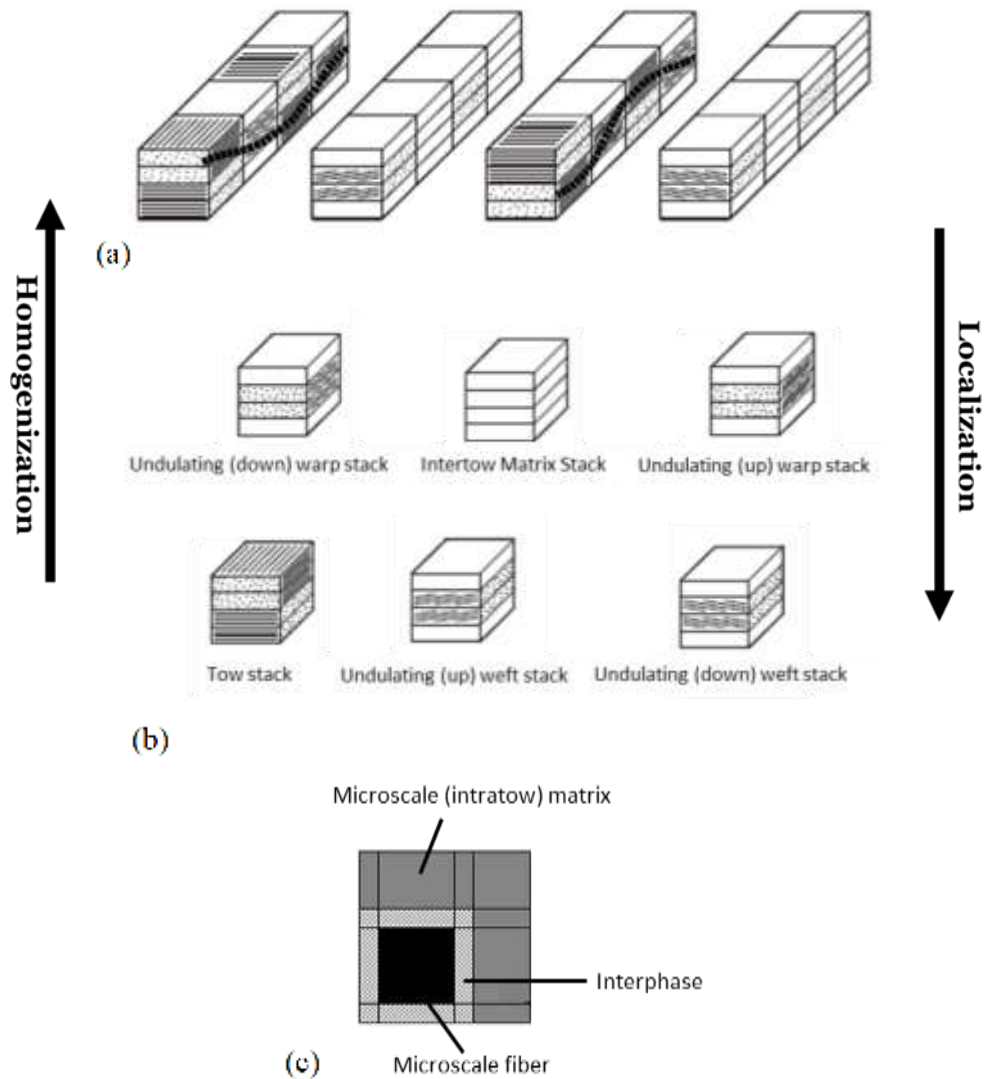 (a)
Homogenization
Localization
Undulating (down) warp stack
Intertow Matrix Stack
Undulating (up) warp stack
Tow stack
Undulating (up) weft stack
Undulating (down) weft stack
(b)
Microscale (intratow) matrix
Interphase
Microscale fiber
(c)